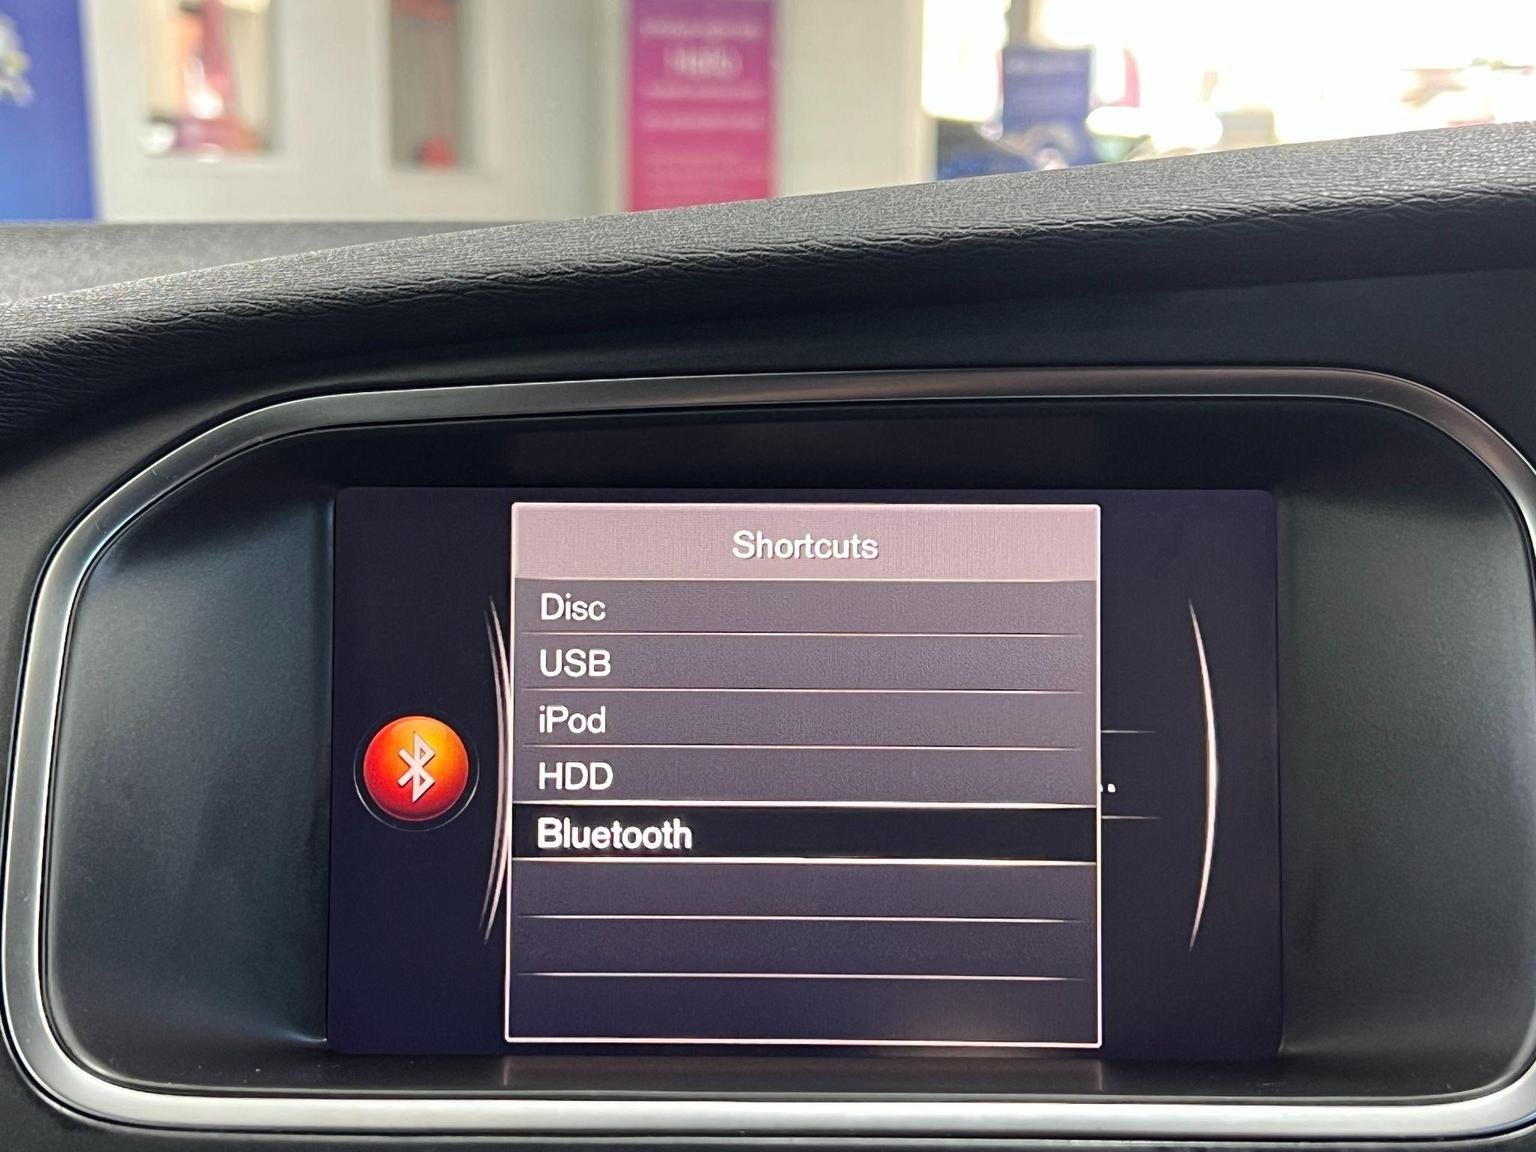 Shortcuts
Disc
USB
iPod
HDD
Bluetooth
..